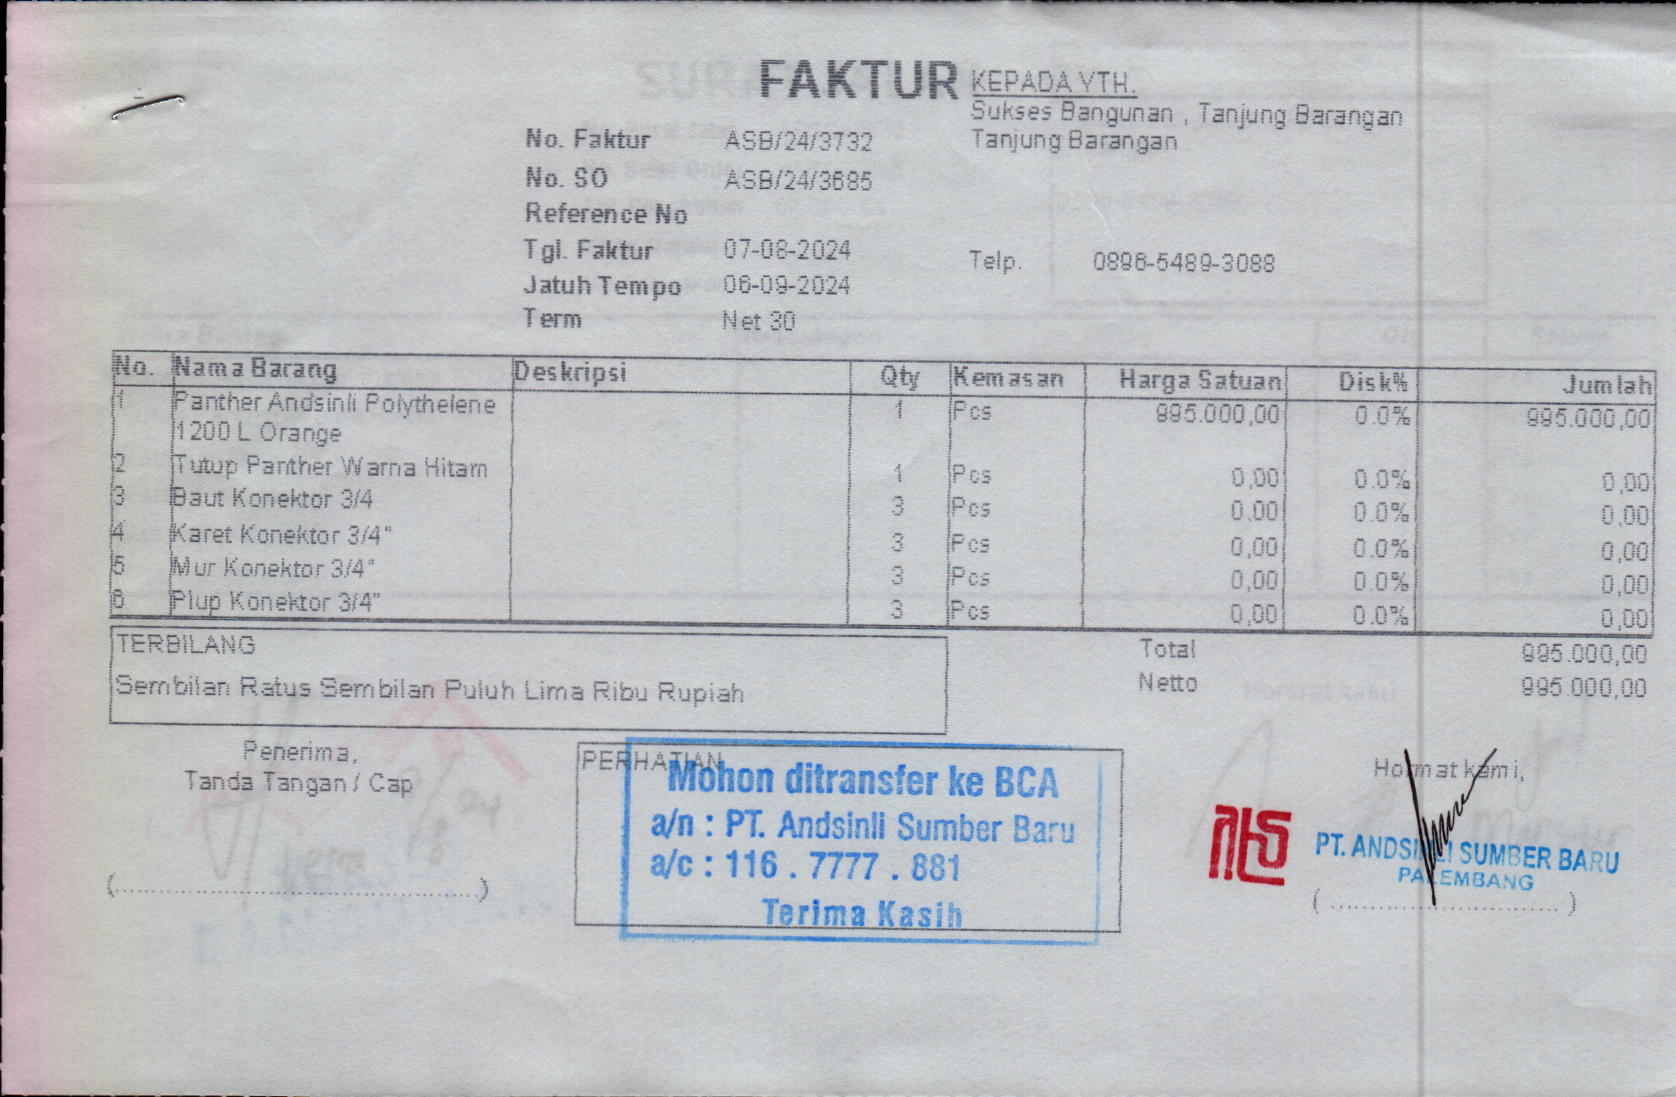 FAKTUR
No. Faktur ASB/24/3732
No. SO ASB/24/3685
Reference No
Tgl. Faktur 07-08-2024
Jatuh Tempo 06-09-2024
Term Net 30
KEPADA YTH.
Sukses Bangunan , Tanjung Barangan
Tanjung Barangan
Telp. 0896-5489-3088
No. Nama Barang Deskripsi Qty Kemasan Harga Satuan Disk% Jumlah
1 Panther Andsinli Polythelene 1 Pcs 995.000,00 0.0% 995.000,00
1200 L Orange
2 Tutup Panther Warna Hitam 1 Pcs 0,00 0.0% 0,00
3 Baut Konektor 3/4 3 Pcs 0,00 0.0% 0,00
4 Karet Konektor 3/4" 3 Pcs 0,00 0.0% 0,00
5 Mur Konektor 3/4" 3 Pcs 0,00 0.0% 0,00
6 Plup Konektor 3/4" 3 Pcs 0,00 0.0% 0,00
TERBILANG
Sembilan Ratus Sembilan Puluh Lima Ribu Rupiah
Total 995.000,00
Netto 995.000,00
Penerima,
Tanda Tangan / Cap
(..............................................)
PERHATIAN
Mohon ditransfer ke BCA
a/n : PT. Andsinli Sumber Baru
a/c : 116 . 7777 . 881
Terima Kasih
Hormat kami,
PT. ANDSINLI SUMBER BARU
PALEMBANG
( .............................. )